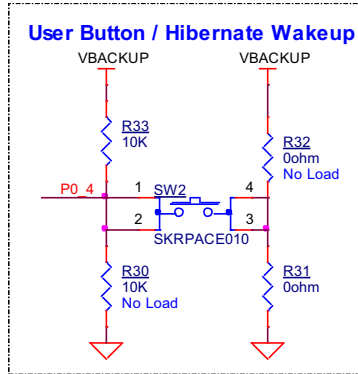 User Button / Hibernate Wakeup
VBACKUP
VBACKUP
R33
10K
R32
0ohm
No Load
P0_4
1
SW2
4
2
3
SKRPACE010
R30
10K
No Load
R31
0ohm